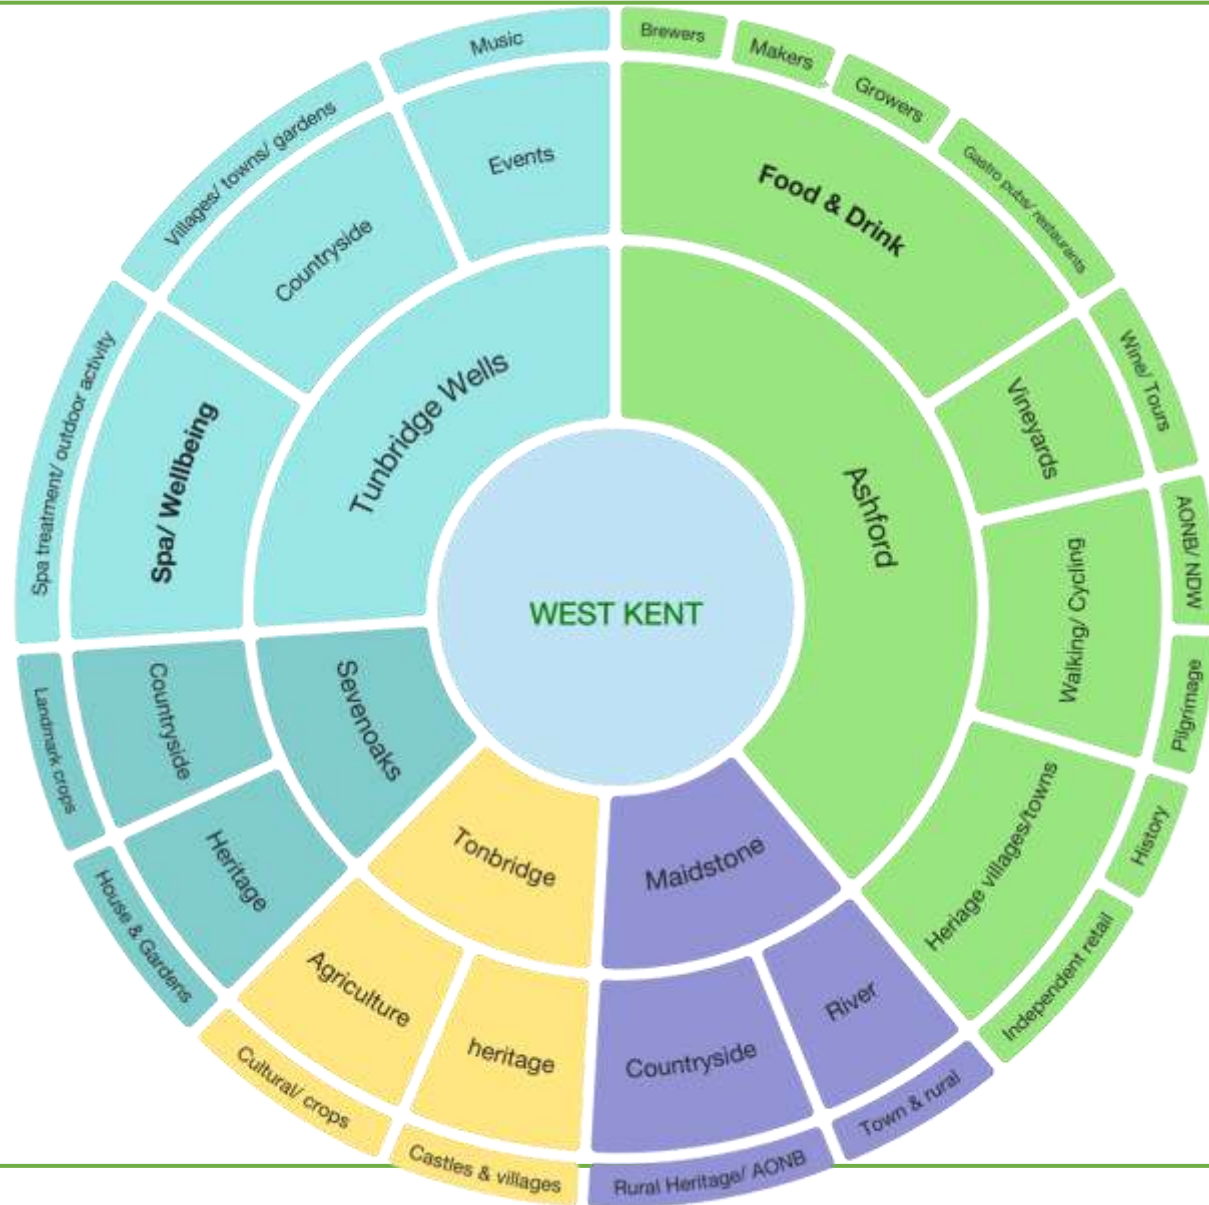 WEST KENT
Ashford
Food & Drink
Brewers
Makers
Growers
Gastro pubs/ restaurants
Vineyards
Wine/ Tours
Walking/ Cycling
AONB/ NDW
Pilgrimage
Heriage villages/towns
History
Independent retail
Maidstone
River
Town & rural
Countryside
Rural Heritage/ AONB
Tonbridge
heritage
Castles & villages
Agriculture
Cultural/ crops
Sevenoaks
Heritage
House & Gardens
Countryside
Landmark crops
Tunbridge Wells
Spa/ Wellbeing
Spa treatment/ outdoor activity
Countryside
Villages/ towns/ gardens
Events
Music